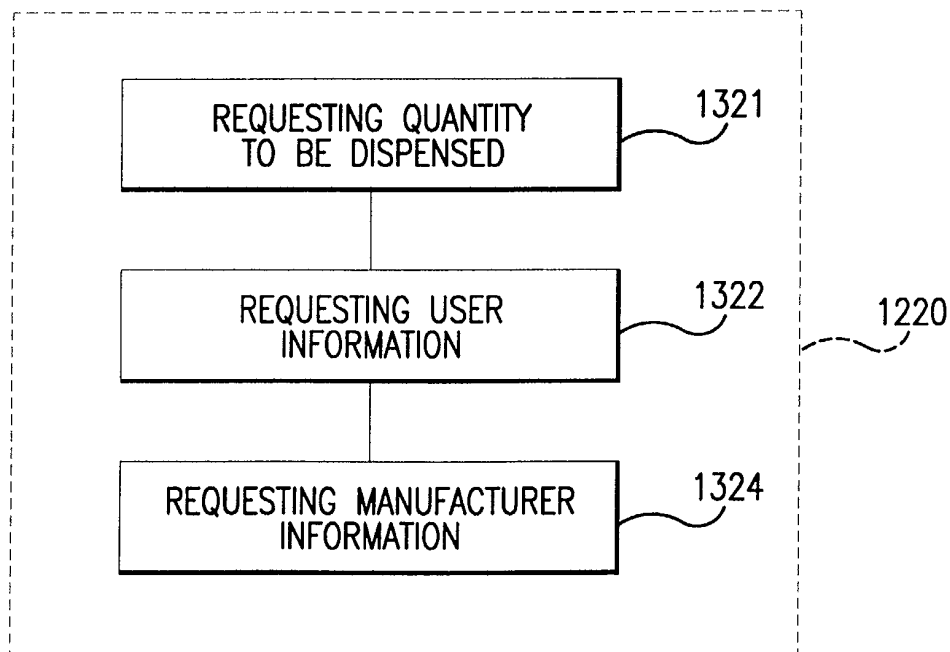 REQUESTING QUANTITY
TO BE DISPENSED
1321
REQUESTING USER
INFORMATION
1322
1220
REQUESTING MANUFACTURER
INFORMATION
1324